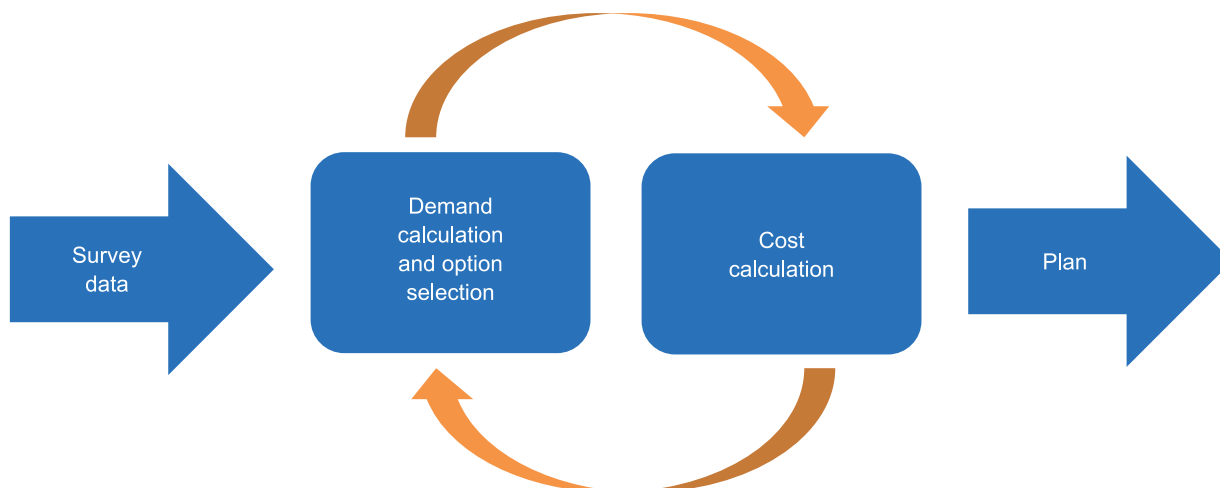 Survey
data
Demand
calculation
and option
selection
Cost
calculation
Plan